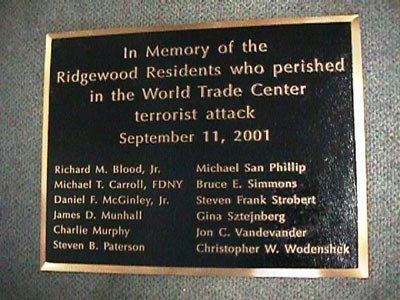 In Memory of the
Ridgewood Residents who perished
in the World Trade Center
terrorist attack
September 11, 2001
Richard M. Blood, Jr.
Michael T. Carroll, FDNY
Daniel F. McGinley, Jr.
James D. Munhall
Charlie Murphy
Steven B. Paterson
Michael San Phillip
Bruce E. Simmons
Steven Frank Strobert
Gina Sztejnberg
Jon C. Vandevander
Christopher W. Wodenshek